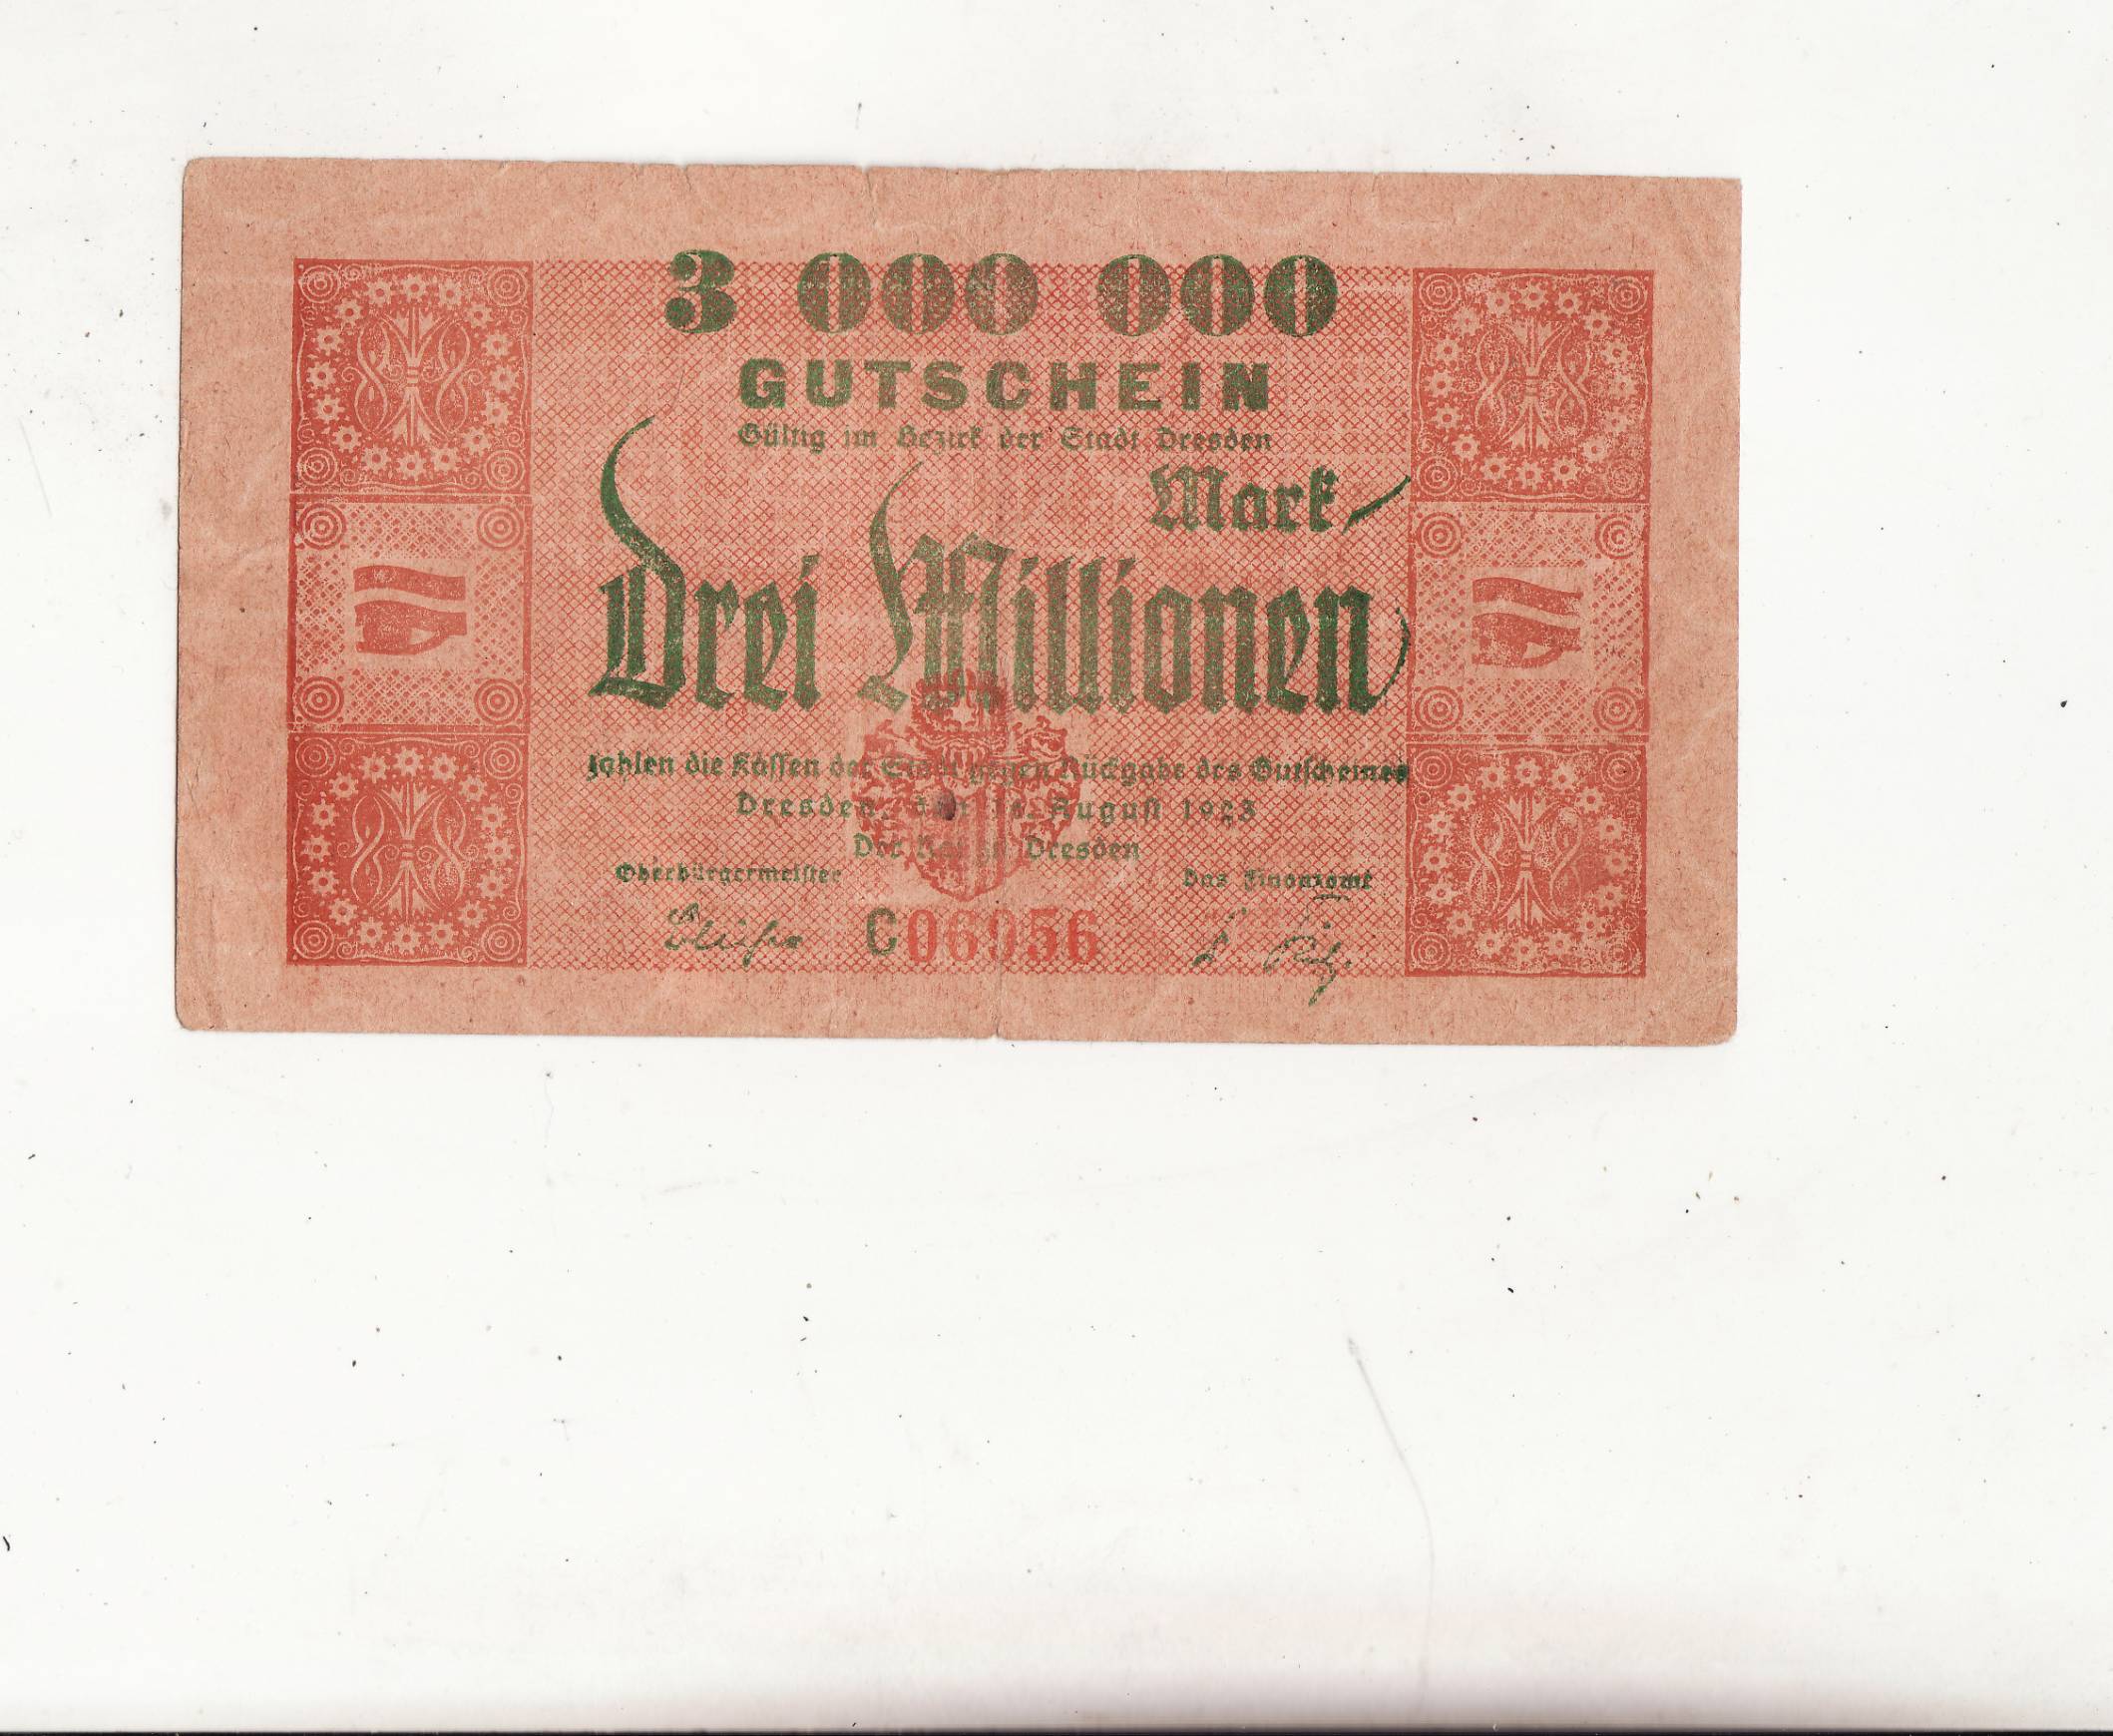 3 000 000
GUTSCHEIN
Gültig im Bezirk der Stadt Dresden
Mark
Drei Millionen
zahlen die Kassen der Stadt gegen Rückgabe des Gutscheines
Dresden, August 1923
Der Rat zu Dresden
Oberbürgermeister Das Finanzamt
C06956